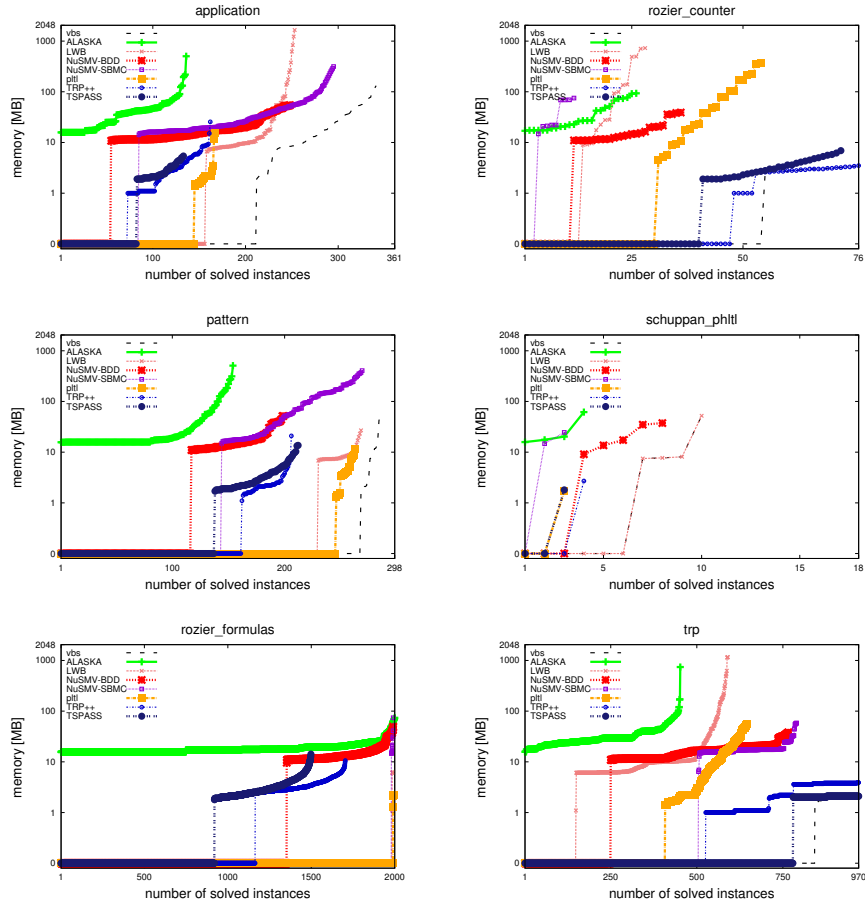 application
memory [MB]
2048
1000
100
10
1
0
vbs
ALASKA
LWB
NuSMV-BDD
NuSMV-SBMC
pltl
TRP++
TSPASS
1 100 200 300 361
number of solved instances
rozier_counter
memory [MB]
2048
1000
100
10
1
0
vbs
ALASKA
LWB
NuSMV-BDD
NuSMV-SBMC
pltl
TRP++
TSPASS
1 25 50 76
number of solved instances
pattern
memory [MB]
2048
1000
100
10
1
0
vbs
ALASKA
LWB
NuSMV-BDD
NuSMV-SBMC
pltl
TRP++
TSPASS
1 100 200 298
number of solved instances
schuppan_phltl
memory [MB]
2048
1000
100
10
1
0
vbs
ALASKA
LWB
NuSMV-BDD
NuSMV-SBMC
pltl
TRP++
TSPASS
1 5 10 15 18
number of solved instances
rozier_formulas
memory [MB]
2048
1000
100
10
1
0
vbs
ALASKA
LWB
NuSMV-BDD
NuSMV-SBMC
pltl
TRP++
TSPASS
1 500 1000 1500 2000
number of solved instances
trp
memory [MB]
2048
1000
100
10
1
0
vbs
ALASKA
LWB
NuSMV-BDD
NuSMV-SBMC
pltl
TRP++
TSPASS
1 250 500 750 970
number of solved instances